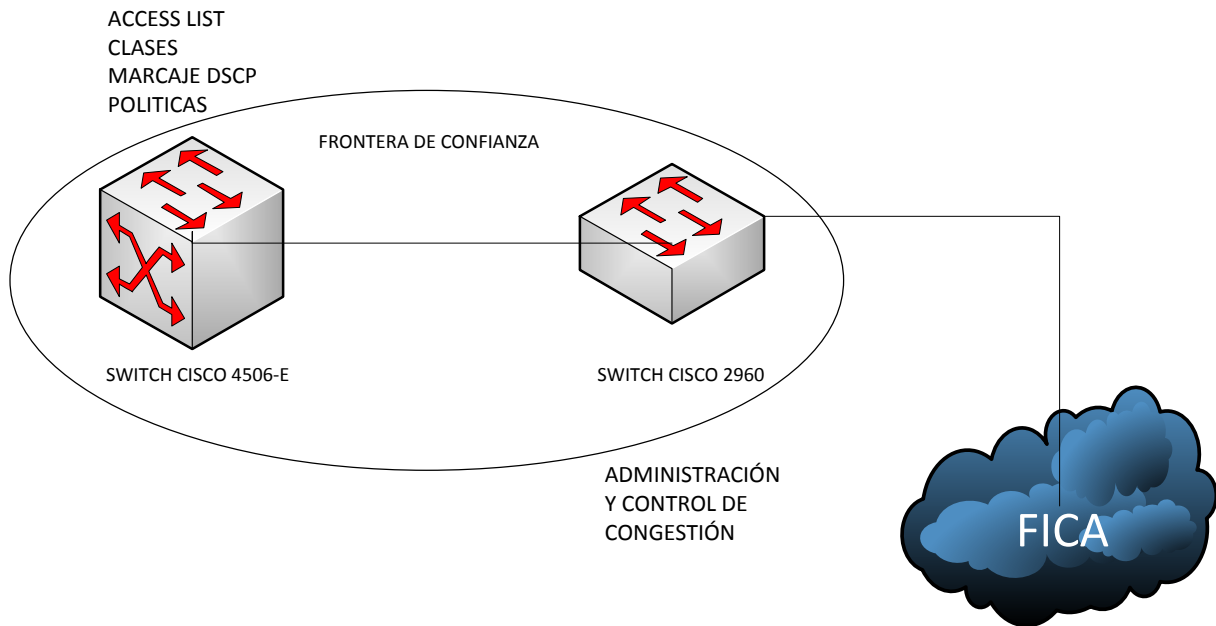 ACCESS LIST
CLASES
MARCAJE DSCP
POLITICAS
FRONTERA DE CONFIANZA
SWITCH CISCO 4506-E
SWITCH CISCO 2960
ADMINISTRACIÓN
Y CONTROL DE
CONGESTIÓN
FICA